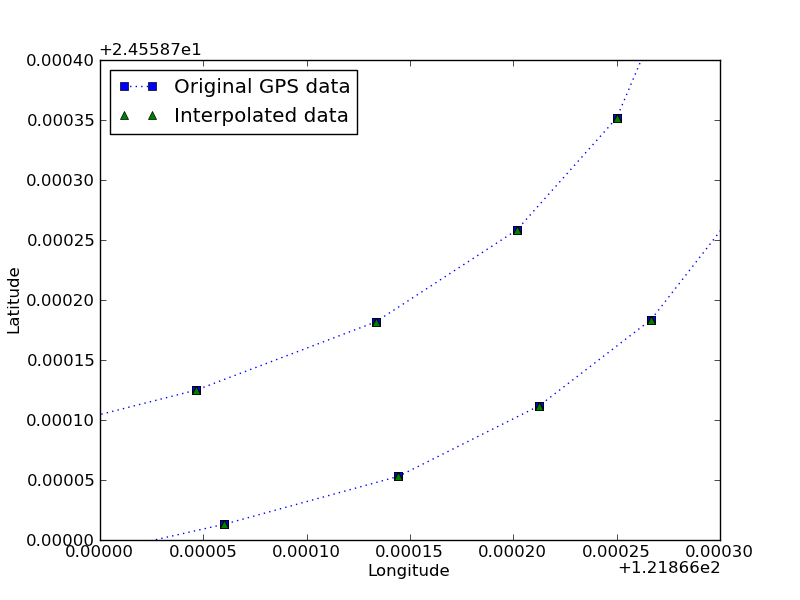 +2.45587e1
0.00040
0.00035
0.00030
0.00025
0.00020
0.00015
0.00010
0.00005
0.00000
Latitude
Original GPS data
Interpolated data
0.00000 0.00005 0.00010 0.00015 0.00020 0.00025 0.00030
Longitude
+1.21866e2